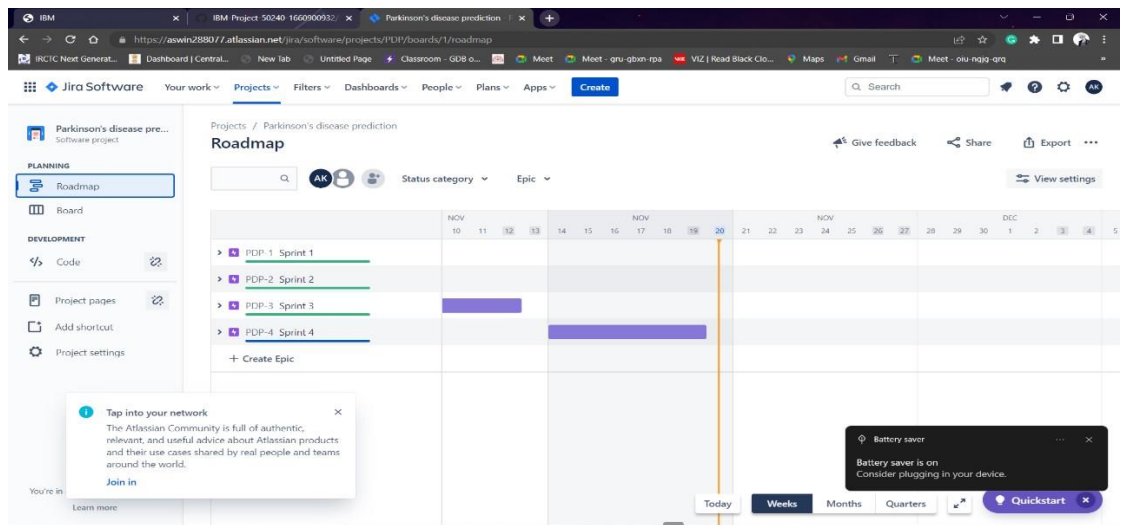 IBM
IBM-Project-50240-1660900932/
Parkinson's disease prediction
https://aswin288077.atlassian.net/jira/software/projects/PDP/boards/1/roadmap
IRCTC Next Generat...
Dashboard | Central...
New Tab
Untitled Page
Classroom - GDB o...
Meet
Meet - gru-gbxn-rpa
VIZ | Read Black Clo...
Maps
Gmail
Meet - oiu-nqjg-qrq
Jira Software
Your work
Projects
Filters
Dashboards
People
Plans
Apps
Create
Search
AK
Parkinson's disease pre...
Software project
PLANNING
Roadmap
Board
DEVELOPMENT
Code
Project pages
Add shortcut
Project settings
Projects / Parkinson's disease prediction
Roadmap
Give feedback
Share
Export
AK
Status category
Epic
View settings
NOV NOV NOV DEC
10 11 12 13 14 15 16 17 18 19 20 21 22 23 24 25 26 27 28 29 30 1 2 3 4 5
PDP-1 Sprint 1
PDP-2 Sprint 2
PDP-3 Sprint 3
PDP-4 Sprint 4
+ Create Epic
Tap into your network
The Atlassian Community is full of authentic,
relevant, and useful advice about Atlassian products
and their use cases shared by real people and teams
around the world.
Join in
You're in
Learn more
Battery saver
Battery saver is on
Consider plugging in your device.
Today
Weeks
Months
Quarters
Quickstart